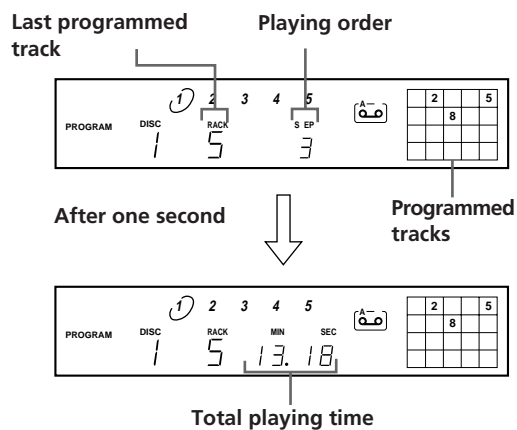 Last programmed
track
Playing order
1 2 3 4 5
PROGRAM DISC RACK S EP A 2 5
1 5 3 8
After one second
Programmed
tracks
1 2 3 4 5
PROGRAM DISC RACK MIN SEC A 2 5
1 5 13.18 8
Total playing time